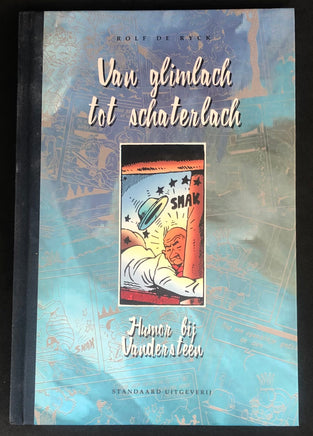 ROLF DE RYCK
Van glimlach
tot schaterlach
SMAK
Humor bij
Vandersteen
STANDAARD UITGEVERIJ